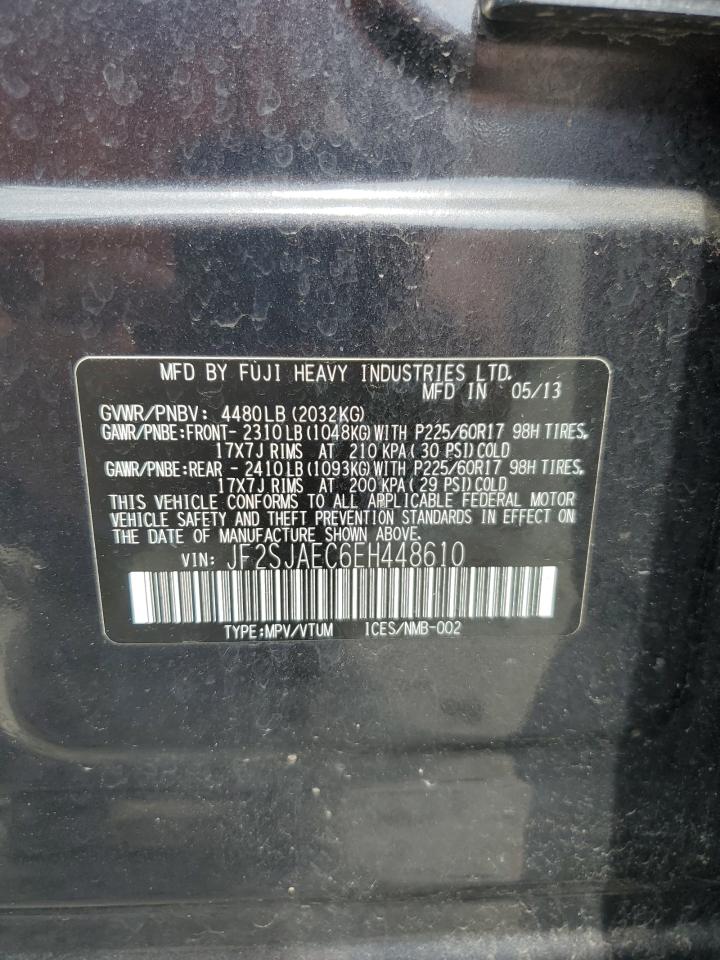 MFD BY FUJI HEAVY INDUSTRIES LTD.
MFD IN 05/13
GVWR/PNBV: 4480LB(2032KG)
GAWR/PNBE:FRONT- 2310LB(1048KG)WITH P225/60R17 98H TIRES,
17X7J RIMS AT 210 KPA(30 PSI)COLD
GAWR/PNBE:REAR - 2410LB(1093KG)WITH P225/60R17 98H TIRES,
17X7J RIMS AT 200 KPA(29 PSI)COLD
THIS VEHICLE CONFORMS TO ALL APPLICABLE FEDERAL MOTOR
VEHICLE SAFETY AND THEFT PREVENTION STANDARDS IN EFFECT ON
THE DATE OF MANUFACTURE SHOWN ABOVE.
VIN: JF2SJAEC6EH448610
TYPE:MPV/VTUM ICES/NMB-002